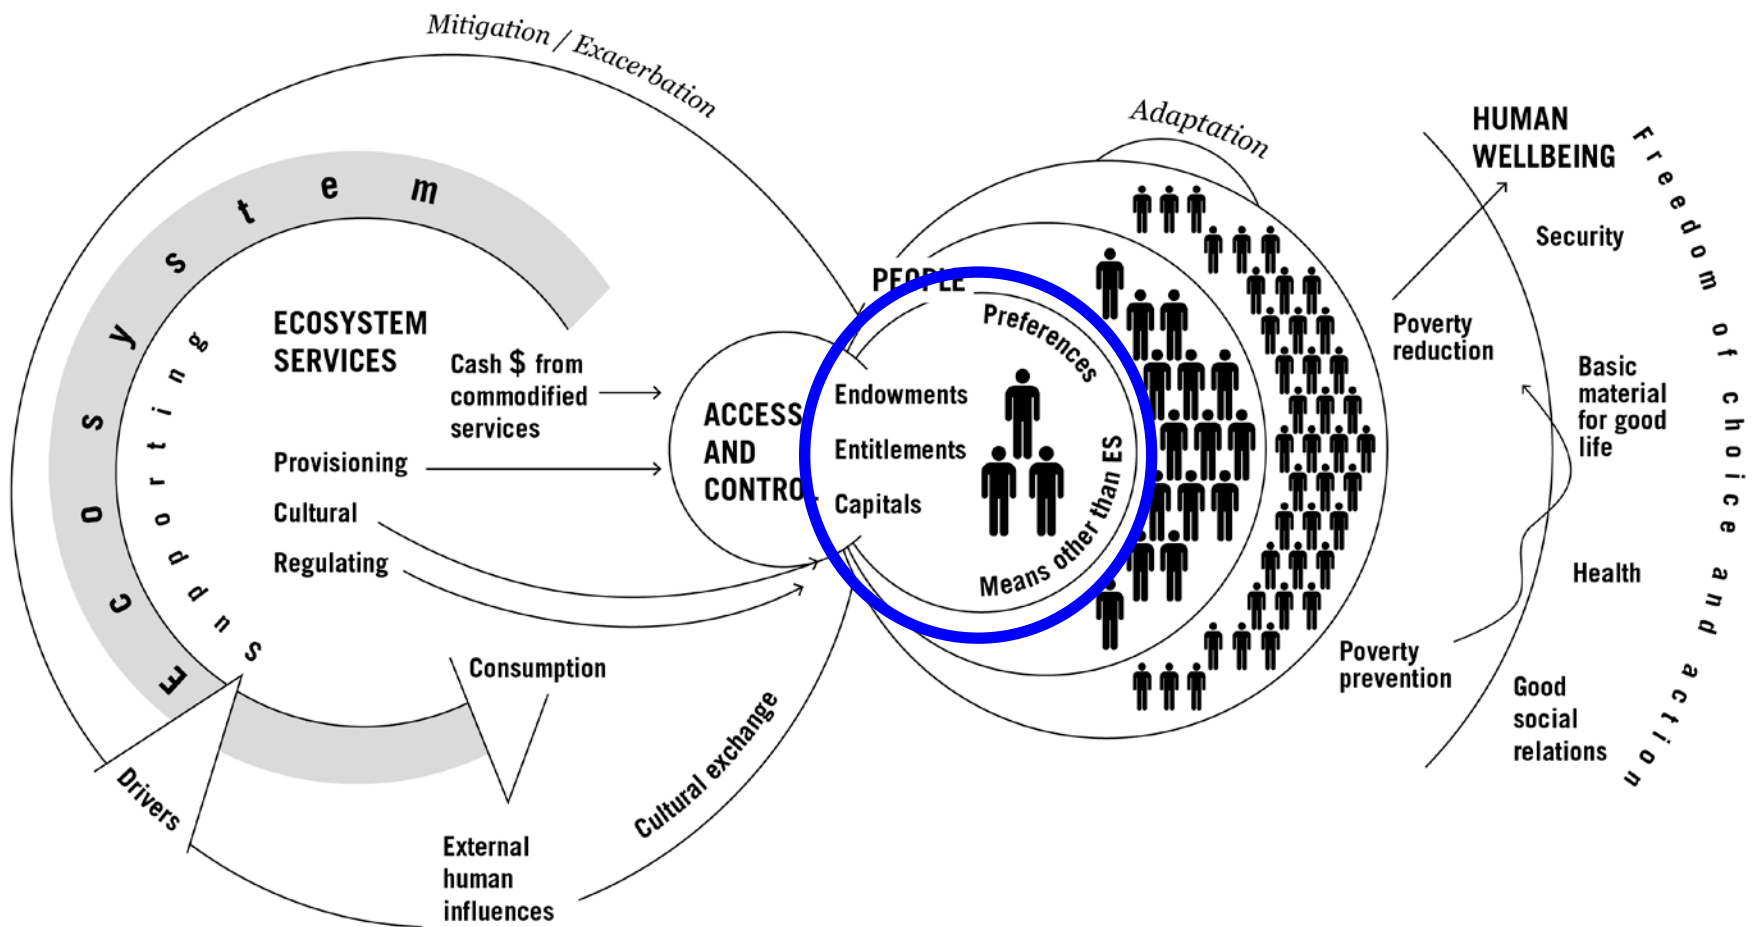 Mitigation / Exacerbation
Ecosystem
Supporting
ECOSYSTEM
SERVICES
Cash $ from
commodified
services
Provisioning
Cultural
Regulating
Consumption
Drivers
External
human
influences
Cultural exchange
ACCESS
AND
CONTROL
PEOPLE
Endowments
Entitlements
Capitals
Preferences
Means other than ES
Adaptation
Poverty
reduction
Poverty
prevention
HUMAN
WELLBEING
Security
Basic
material
for good
life
Health
Good
social
relations
Freedom of choice and action